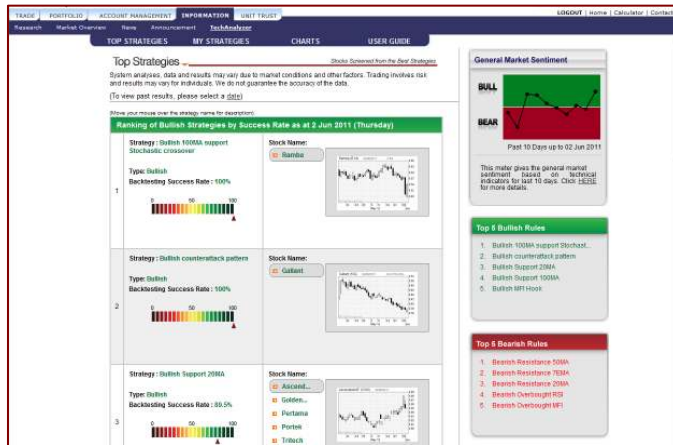 TRADE PORTFOLIO ACCOUNT MANAGEMENT INFORMATION UNIT TRUST
LOGOUT | Home | Calculator | Contact
Research Market Overview News Announcement TechAnalyzer
TOP STRATEGIES MY STRATEGIES CHARTS USER GUIDE
Top Strategies
Stocks Screened from the Best Strategies
System analyses, data and results may vary due to market conditions and other factors. Trading involves risk
and results may vary for individuals. We do not guarantee the accuracy of the data.
(To view past results, please select a date)
(Move your mouse over the strategy name for description)
Ranking of Bullish Strategies by Success Rate as at 2 Jun 2011 (Thursday)
1
Strategy : Bullish 100MA support
Stochastic crossover
Type: Bullish
Backtesting Success Rate : 100%
0 50 100
Stock Name:
Ramba
2
Strategy : Bullish counterattack pattern
Type: Bullish
Backtesting Success Rate : 100%
0 50 100
Stock Name:
Gallant
3
Strategy : Bullish Support 20MA
Type: Bullish
Backtesting Success Rate : 89.5%
0 50 100
Stock Name:
Ascend...
Golden...
Pertama
Portek
Tritech
General Market Sentiment
BULL
BEAR
Past 10 Days up to 02 Jun 2011
This meter gives the general market
sentiment based on technical
indicators for last 10 days. Click HERE
for more details.
Top 5 Bullish Rules
1. Bullish 100MA support Stochast...
2. Bullish counterattack pattern
3. Bullish Support 20MA
4. Bullish Support 100MA
5. Bullish MFI Hook
Top 5 Bearish Rules
1. Bearish Resistance 50MA
2. Bearish Resistance 7EMA
3. Bearish Resistance 20MA
4. Bearish Overbought RSI
5. Bearish Overbought MFI